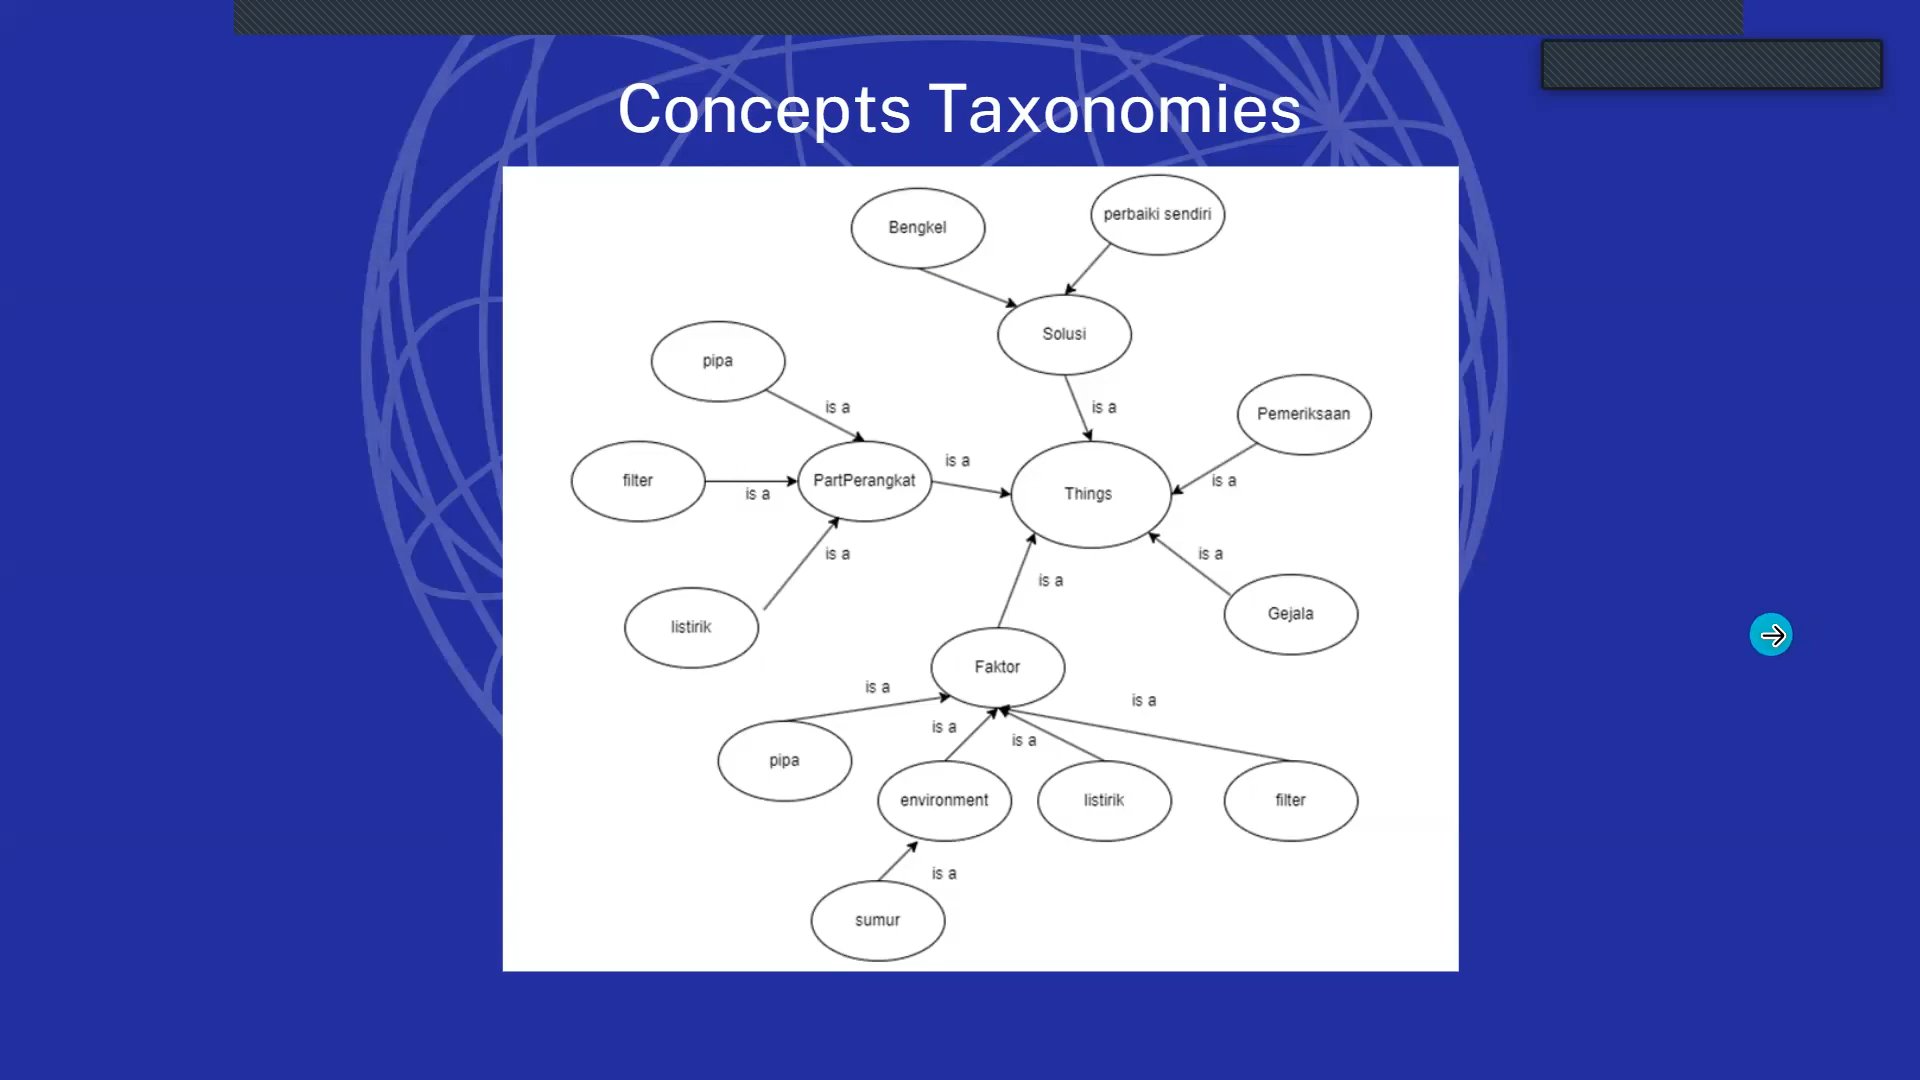 Concepts Taxonomies
Bengkel
perbaiki sendiri
Solusi
pipa
is a
is a
Pemeriksaan
filter
is a
PartPerangkat
is a
Things
is a
is a
is a
listirik
is a
Gejala
Faktor
is a
is a
is a
is a
pipa
environment
listirik
filter
is a
sumur